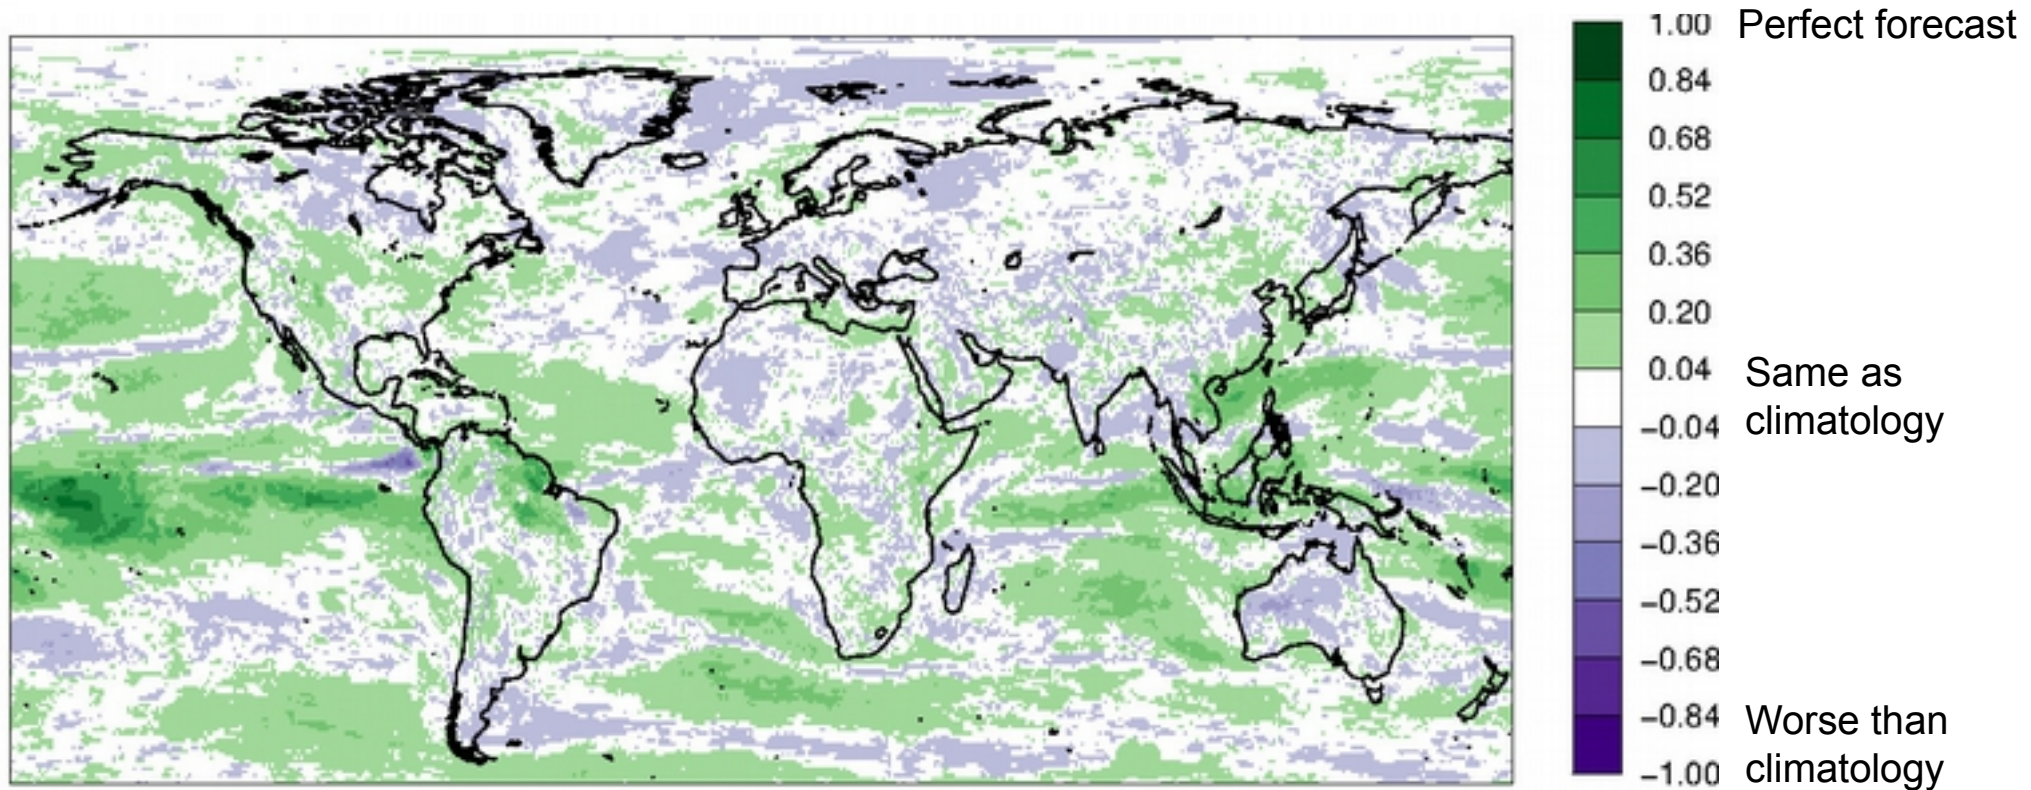 1.00 Perfect forecast
0.84
0.68
0.52
0.36
0.20
0.04 Same as
climatology
−0.04
−0.20
−0.36
−0.52
−0.68
−0.84 Worse than
climatology
−1.00